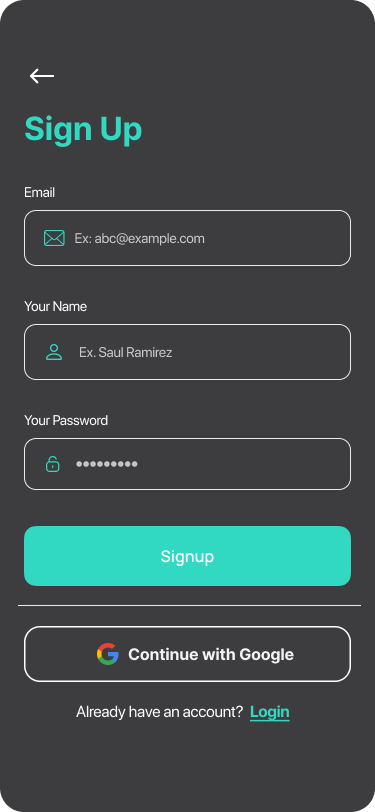 Sign Up
Email
Ex: abc@example.com
Your Name
Ex. Saul Ramirez
Your Password
•••••••••
Signup
Continue with Google
Already have an account? Login